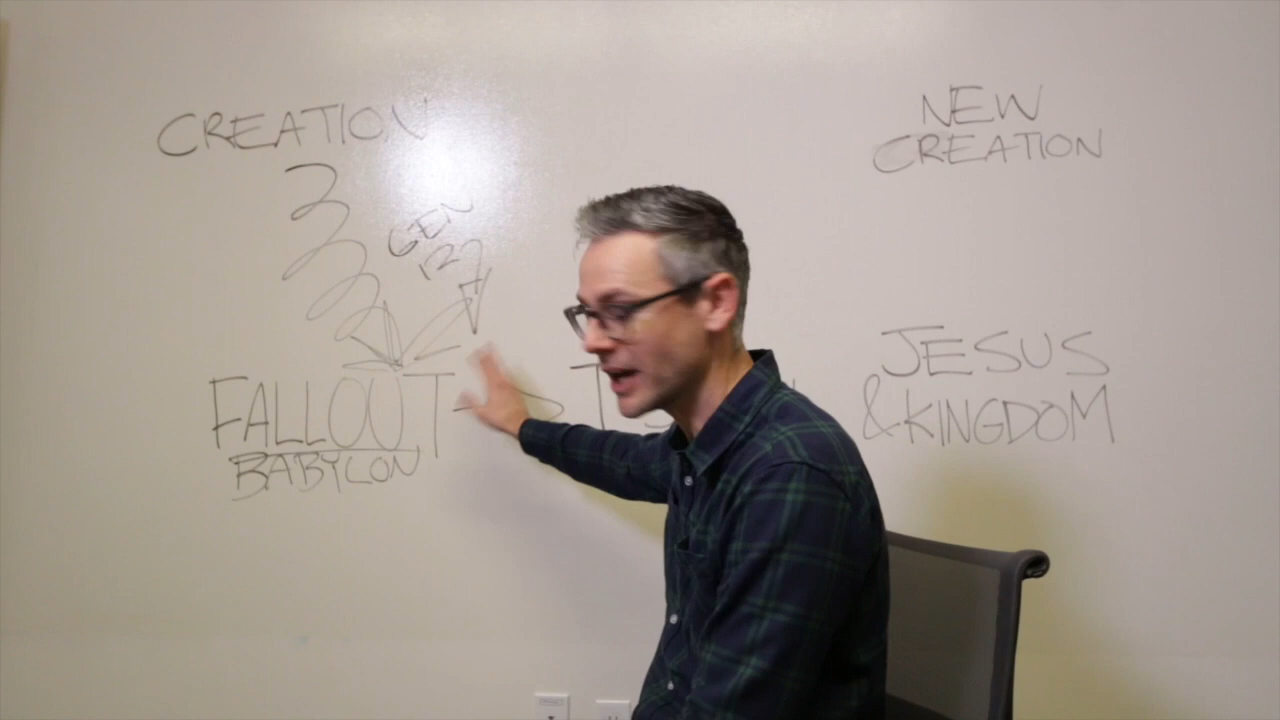 CREATION
NEW
CREATION
GEN
12?
JESUS
& KINGDOM
FALLOUT
BABYLON